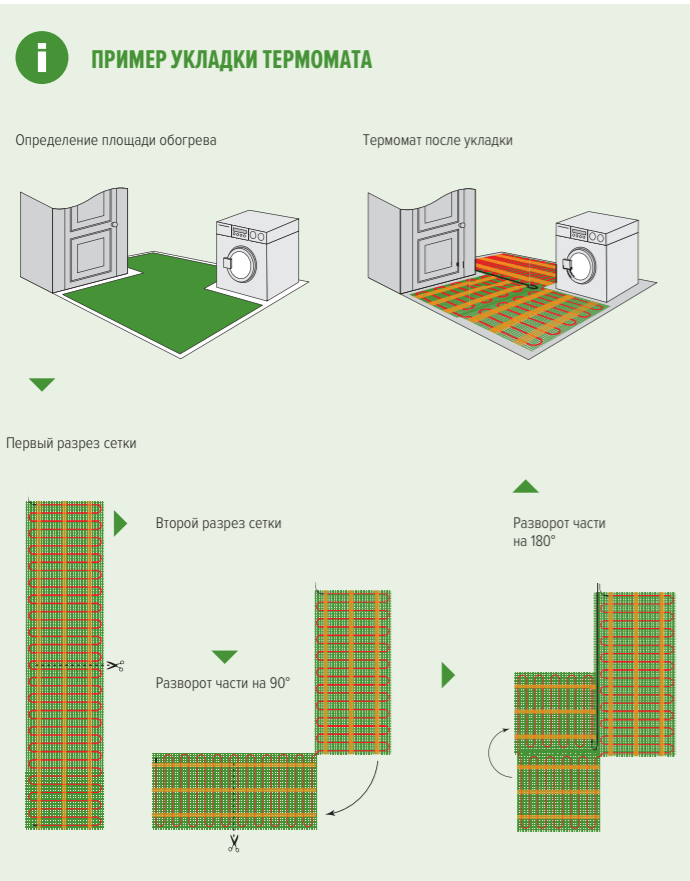 i
ПРИМЕР УКЛАДКИ ТЕРМОМАТА
Определение площади обогрева
Термомат после укладки
Первый разрез сетки
Второй разрез сетки
Разворот части
на 180°
Разворот части на 90°